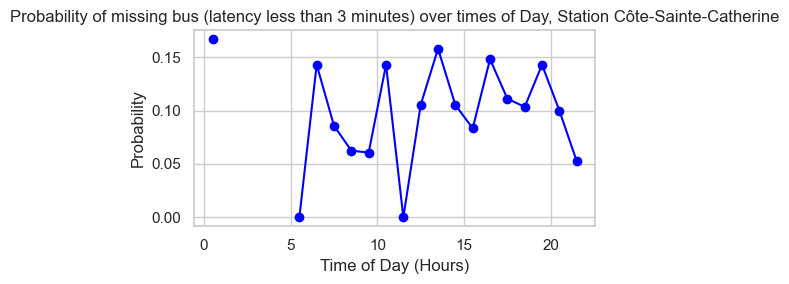 Probability of missing bus (latency less than 3 minutes) over times of Day, Station Côte-Sainte-Catherine
0.15
0.10
0.05
0.00
Probability
0 5 10 15 20
Time of Day (Hours)